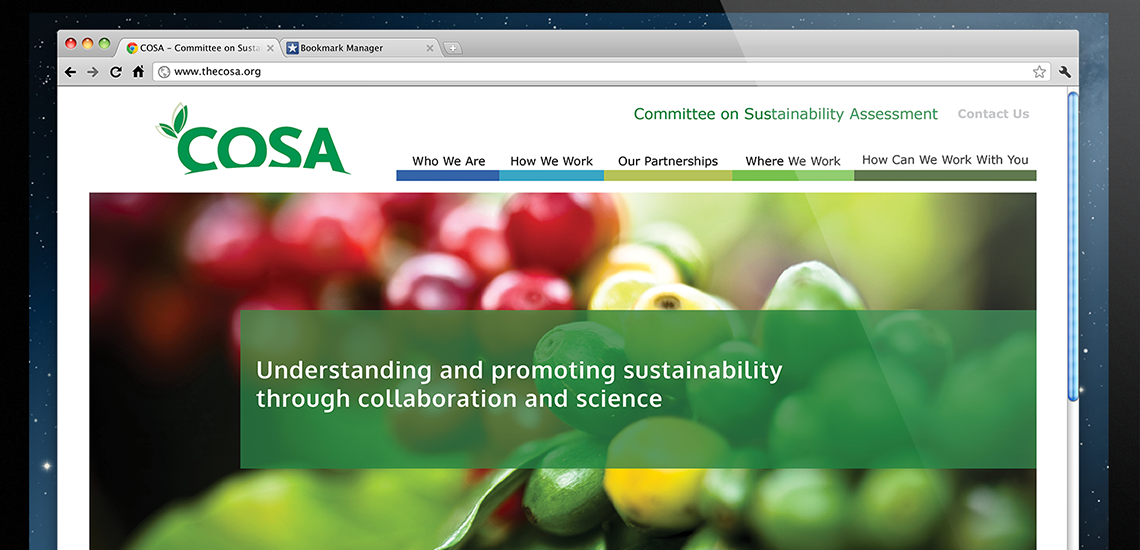 COSA – Committee on Susta
Bookmark Manager
www.thecosa.org
COSA
Committee on Sustainability Assessment
Contact Us
Who We Are
How We Work
Our Partnerships
Where We Work
How Can We Work With You
Understanding and promoting sustainability
through collaboration and science